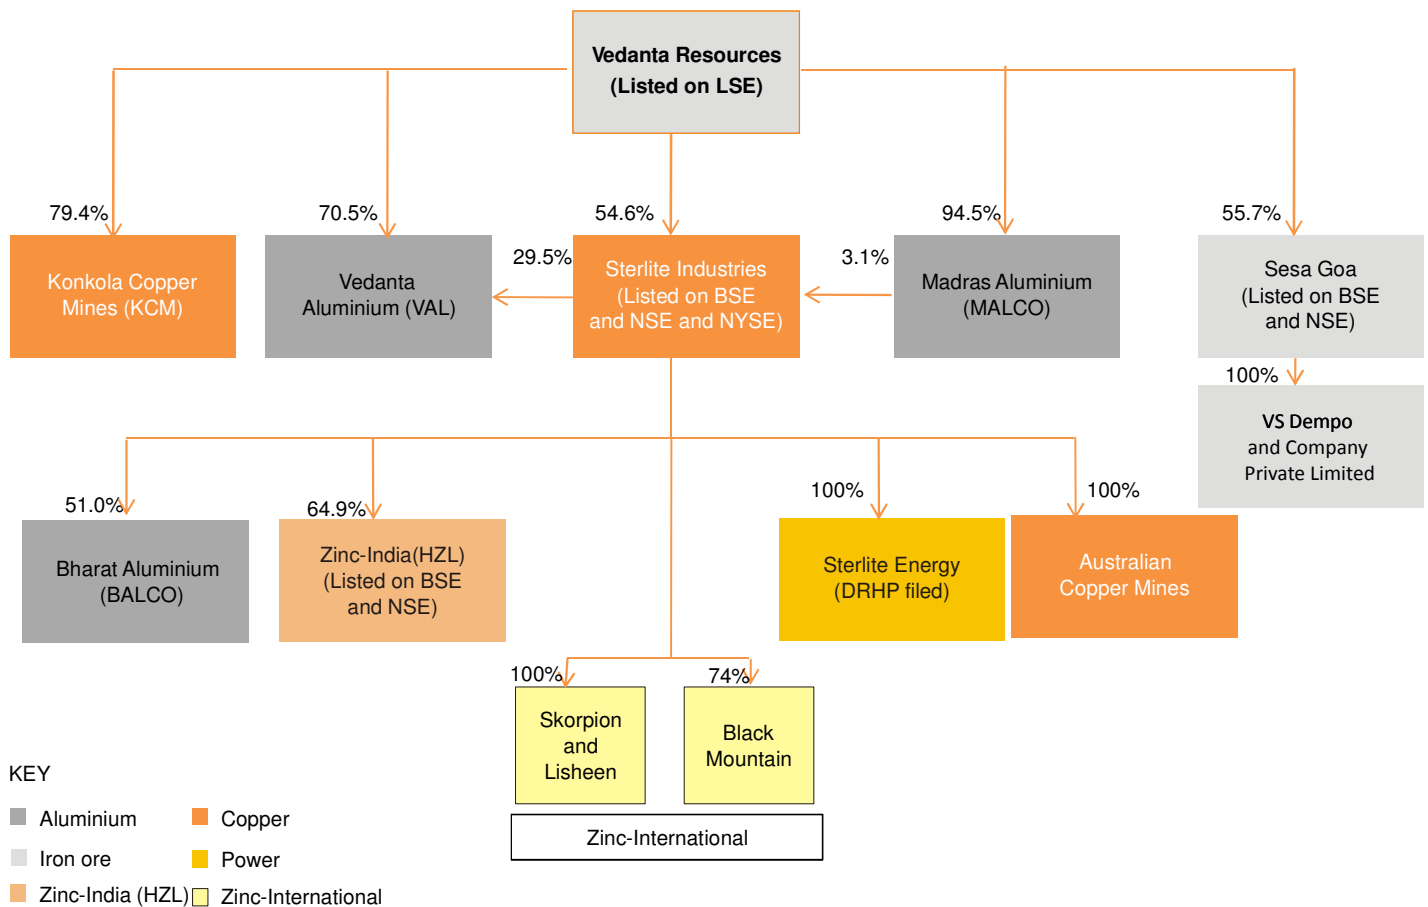 Vedanta Resources
(Listed on LSE)
79.4%
70.5%
54.6%
94.5%
55.7%
Konkola Copper
Mines (KCM)
Vedanta
Aluminium (VAL)
29.5%
Sterlite Industries
(Listed on BSE
and NSE and NYSE)
3.1%
Madras Aluminium
(MALCO)
Sesa Goa
(Listed on BSE
and NSE)
100%
VS Dempo
and Company
Private Limited
51.0%
64.9%
100%
100%
Bharat Aluminium
(BALCO)
Zinc-India(HZL)
(Listed on BSE
and NSE)
Sterlite Energy
(DRHP filed)
Australian
Copper Mines
100%
74%
Skorpion
and
Lisheen
Black
Mountain
Zinc-International
KEY
Aluminium
Copper
Iron ore
Power
Zinc-India (HZL)
Zinc-International